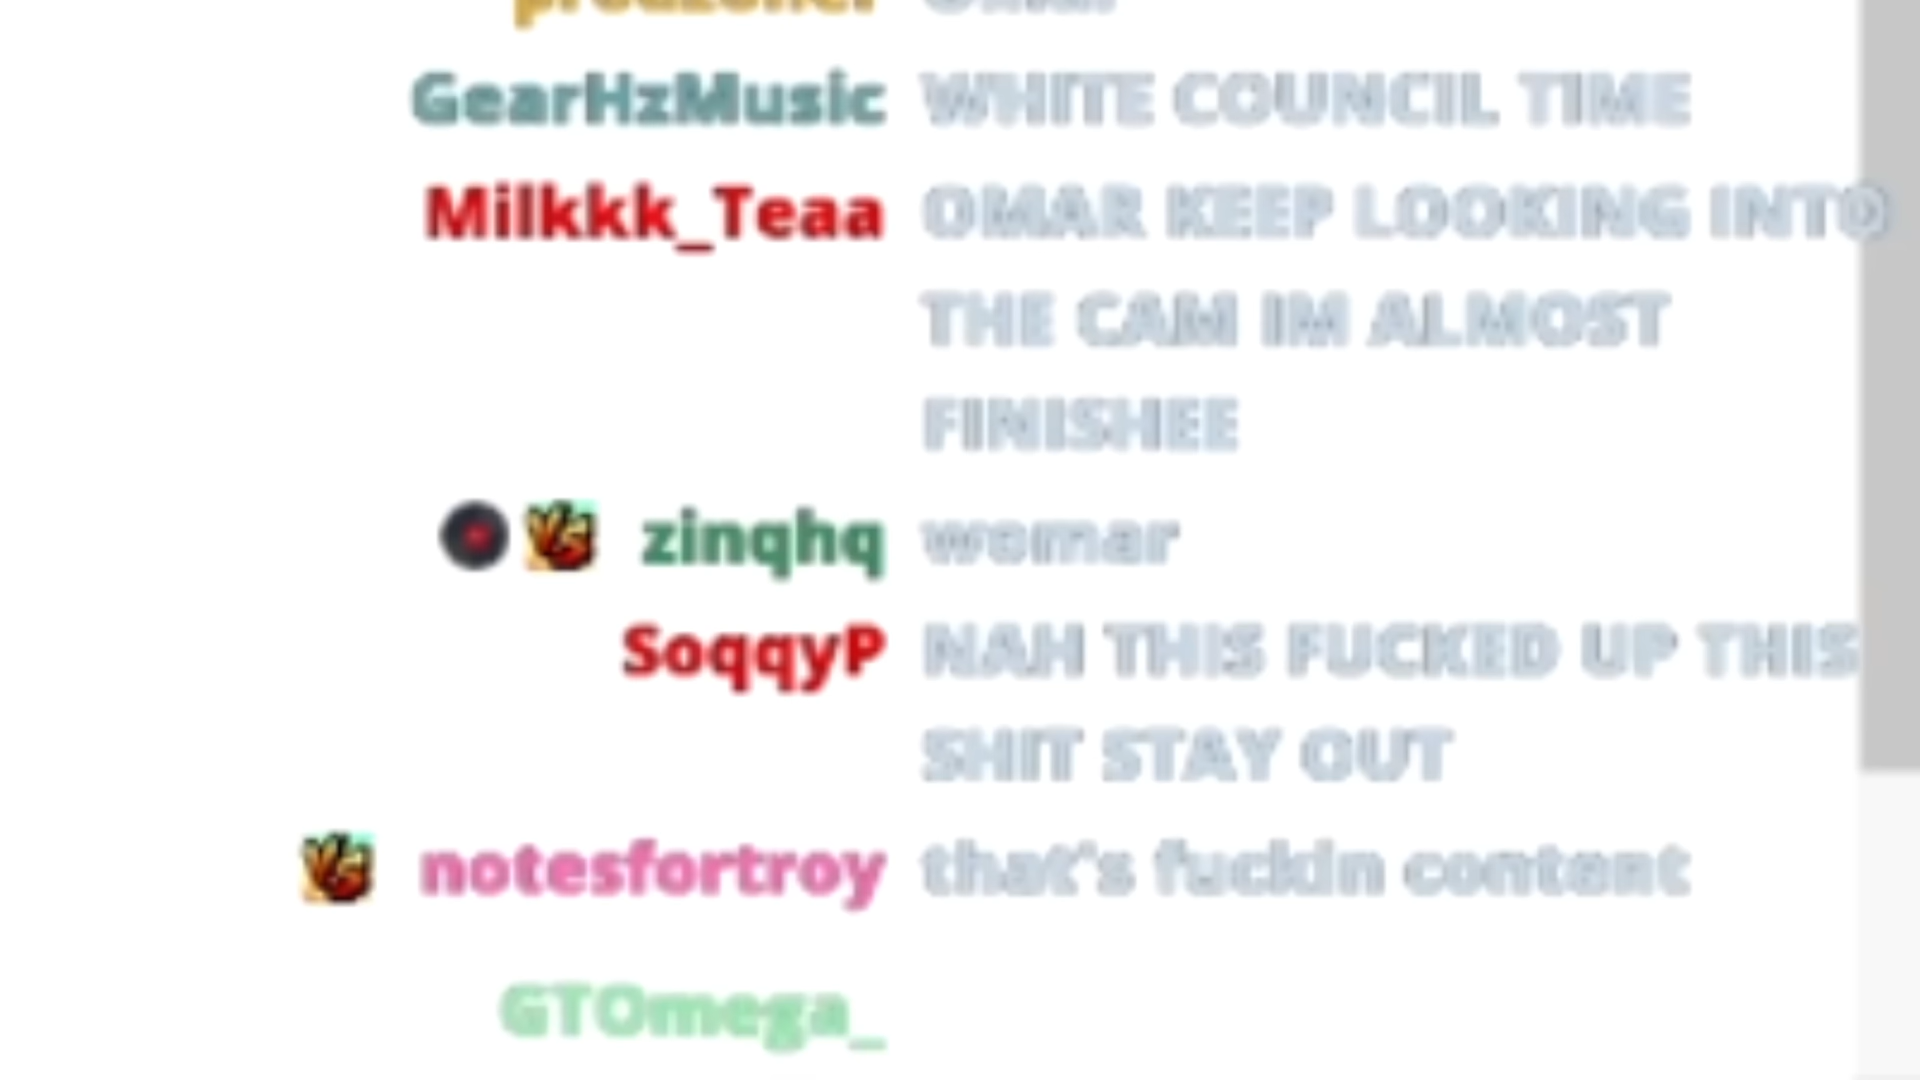 GearHzMusic WHITE COUNCIL TIME
Milkkk_Teaa OMAR KEEP LOOKING INTO
THE CAM IM ALMOST
FINISHEE
zinqhq womar
SoqqyP NAH THIS FUCKED UP THIS
SHIT STAY OUT
notesfortroy that's fuckin content
GTOmega_